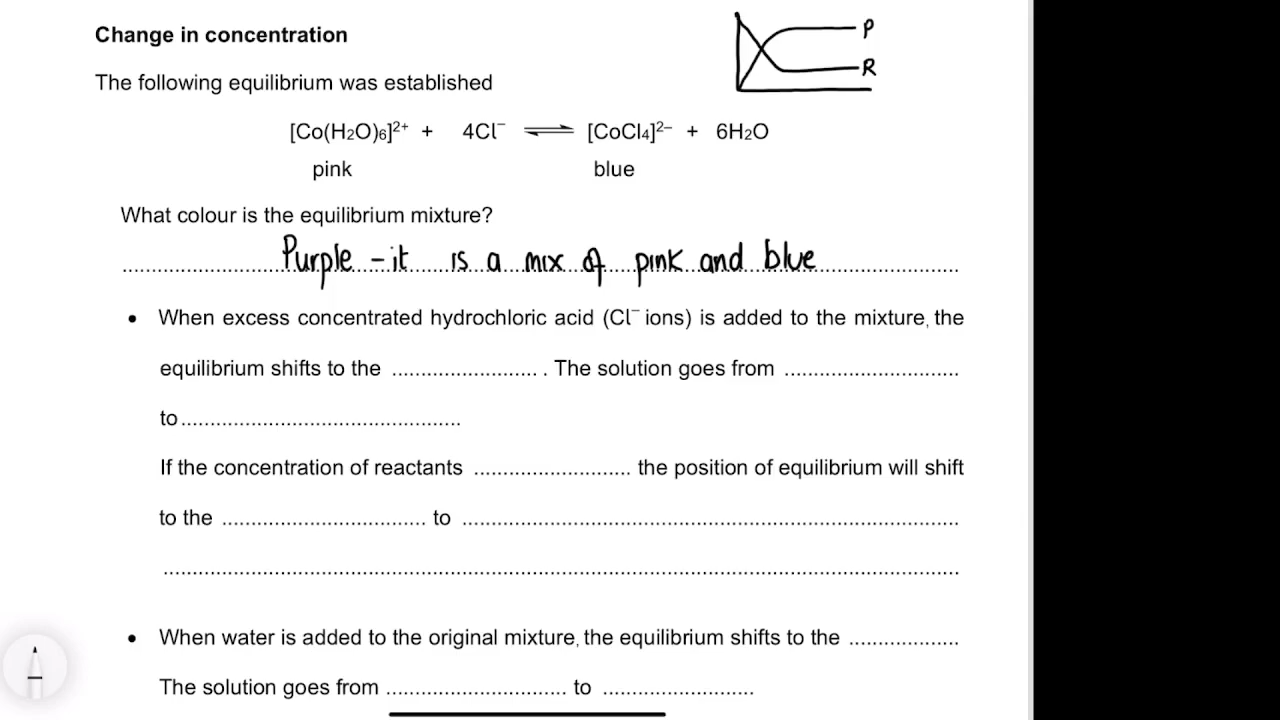 Change in concentration
P
R
The following equilibrium was established
[Co(H₂O)₆]²⁺ + 4Cl⁻ ⇌ [CoCl₄]²⁻ + 6H₂O
pink blue
What colour is the equilibrium mixture?
Purple - it is a mix of pink and blue
• When excess concentrated hydrochloric acid (Cl⁻ ions) is added to the mixture, the
equilibrium shifts to the ......................... . The solution goes from ..............................
to ................................................
If the concentration of reactants ........................... the position of equilibrium will shift
to the ................................... to .....................................................................................
.........................................................................................................................................
• When water is added to the original mixture, the equilibrium shifts to the ...................
The solution goes from ............................... to ..........................